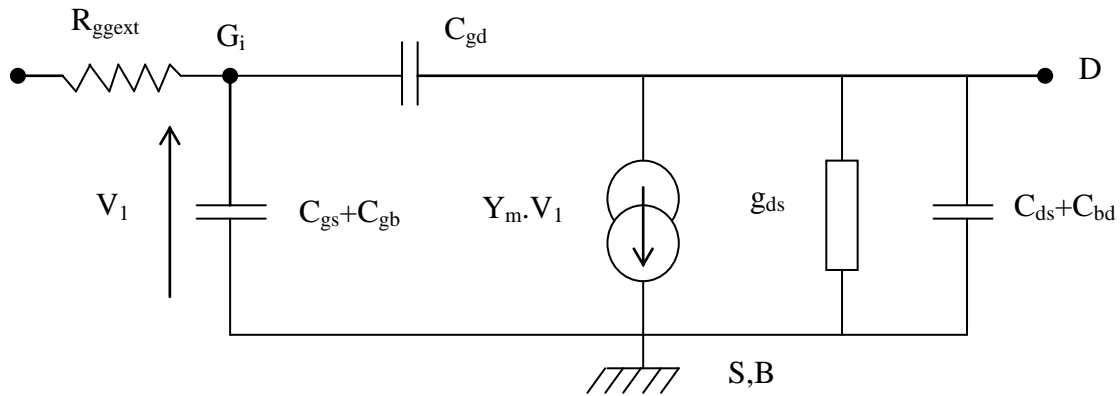 R_ggext
G_i
C_gd
D
V_1
C_gs+C_gb
Y_m.V_1
g_ds
C_ds+C_bd
S,B